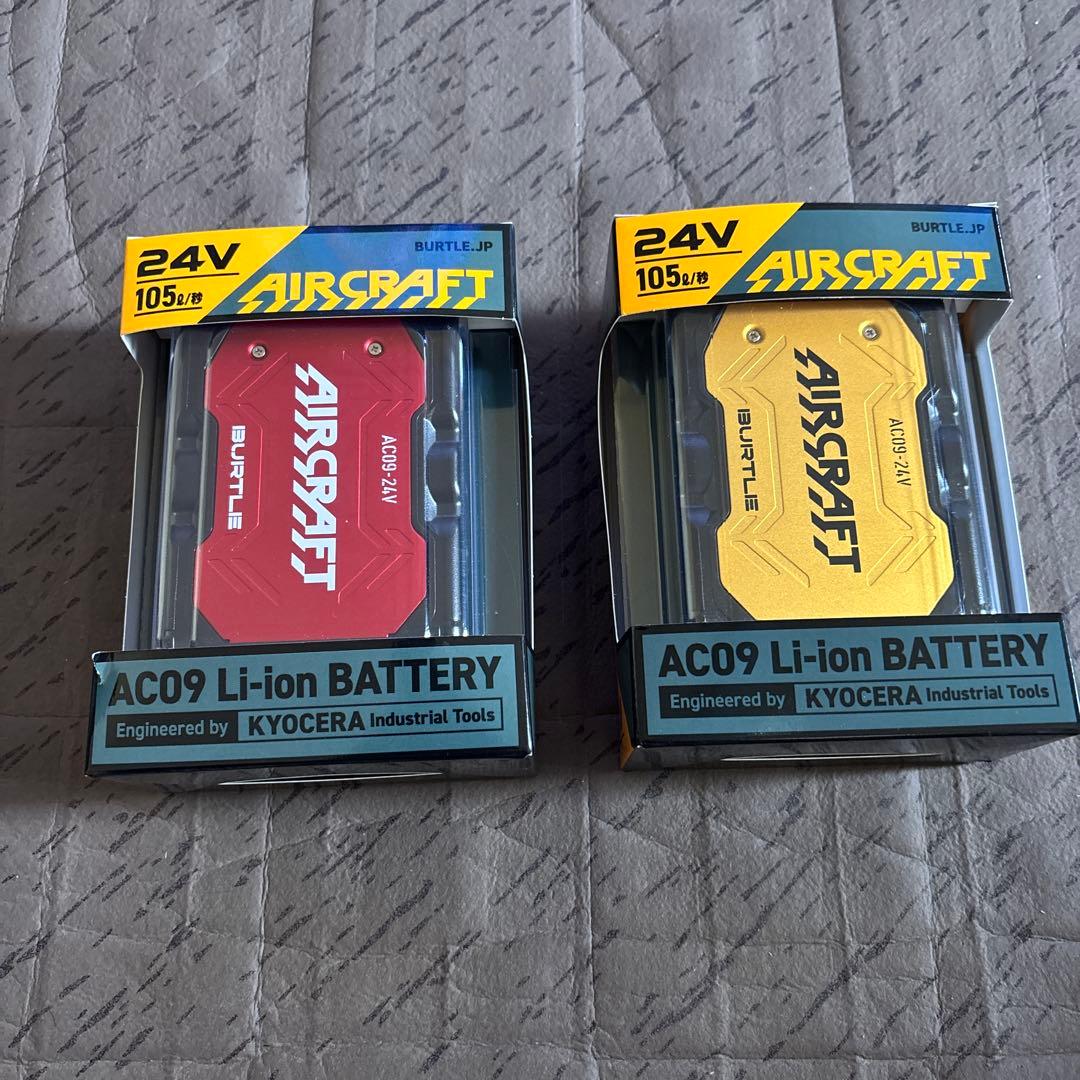 24V
105ℓ/秒
BURTLE.JP
AIRCRAFT
AIRCRAFT
BURTLE
AC09-24V
AC09 Li-ion BATTERY
Engineered by KYOCERA Industrial Tools
24V
105ℓ/秒
BURTLE.JP
AIRCRAFT
AIRCRAFT
BURTLE
AC09-24V
AC09 Li-ion BATTERY
Engineered by KYOCERA Industrial Tools